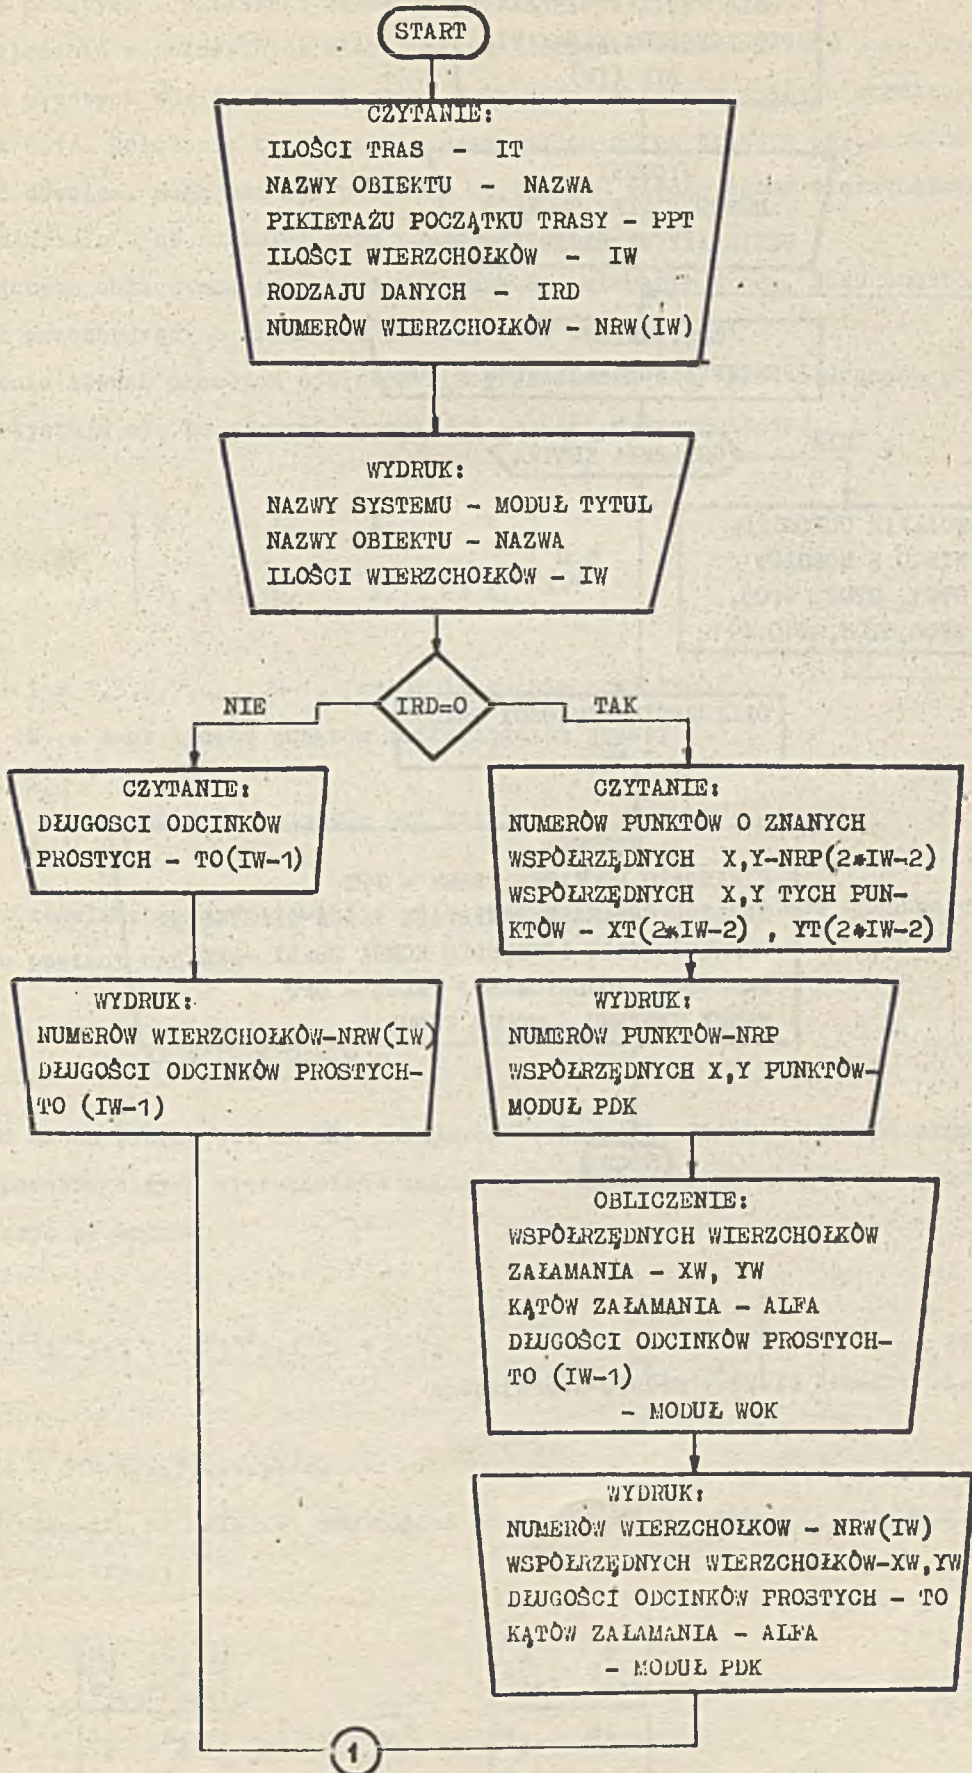 START
CZYTANIE:
ILOŚCI TRAS - IT
NAZWY OBIEKTU - NAZWA
PIKIETAŻU POCZĄTKU TRASY - PPT
ILOŚCI WIERZCHOŁKÓW - IW
RODZAJU DANYCH - IRD
NUMERÓW WIERZCHOŁKÓW - NRW(IW)
WYDRUK:
NAZWY SYSTEMU - MODUŁ TYTUL
NAZWY OBIEKTU - NAZWA
ILOŚCI WIERZCHOŁKÓW - IW
IRD=0
NIE
TAK
CZYTANIE:
DŁUGOSCI ODCINKÓW
PROSTYCH - TO(IW-1)
WYDRUK:
NUMERÓW WIERZCHOŁKÓW-NRW(IW)
DŁUGOŚCI ODCINKÓW PROSTYCH-
TO (IW-1)
CZYTANIE:
NUMERÓW PUNKTÓW O ZNANYCH
WSPÓŁRZĘDNYCH X,Y-NRP(2*IW-2)
WSPÓŁRZĘDNYCH X,Y TYCH PUN-
KTÓW - XT(2*IW-2) , YT(2*IW-2)
WYDRUK:
NUMERÓW PUNKTÓW-NRP
WSPÓŁRZĘDNYCH X,Y PUNKTÓW-
MODUŁ PDK
OBLICZENIE:
WSPÓŁRZĘDNYCH WIERZCHOŁKÓW
ZAŁAMANIA - XW, YW
KĄTÓW ZAŁAMANIA - ALFA
DŁUGOŚCI ODCINKÓW PROSTYCH-
TO (IW-1)
- MODUŁ WOK
WYDRUK:
NUMERÓW WIERZCHOŁKOW - NRW(IW)
WSPÓŁRZĘDNYCH WIERZCHOŁKÓW-XW,YW
DŁUGOŚCI ODCINKÓW PROSTYCH - TO
KĄTÓW ZAŁAMANIA - ALFA
- MODUŁ PDK
1